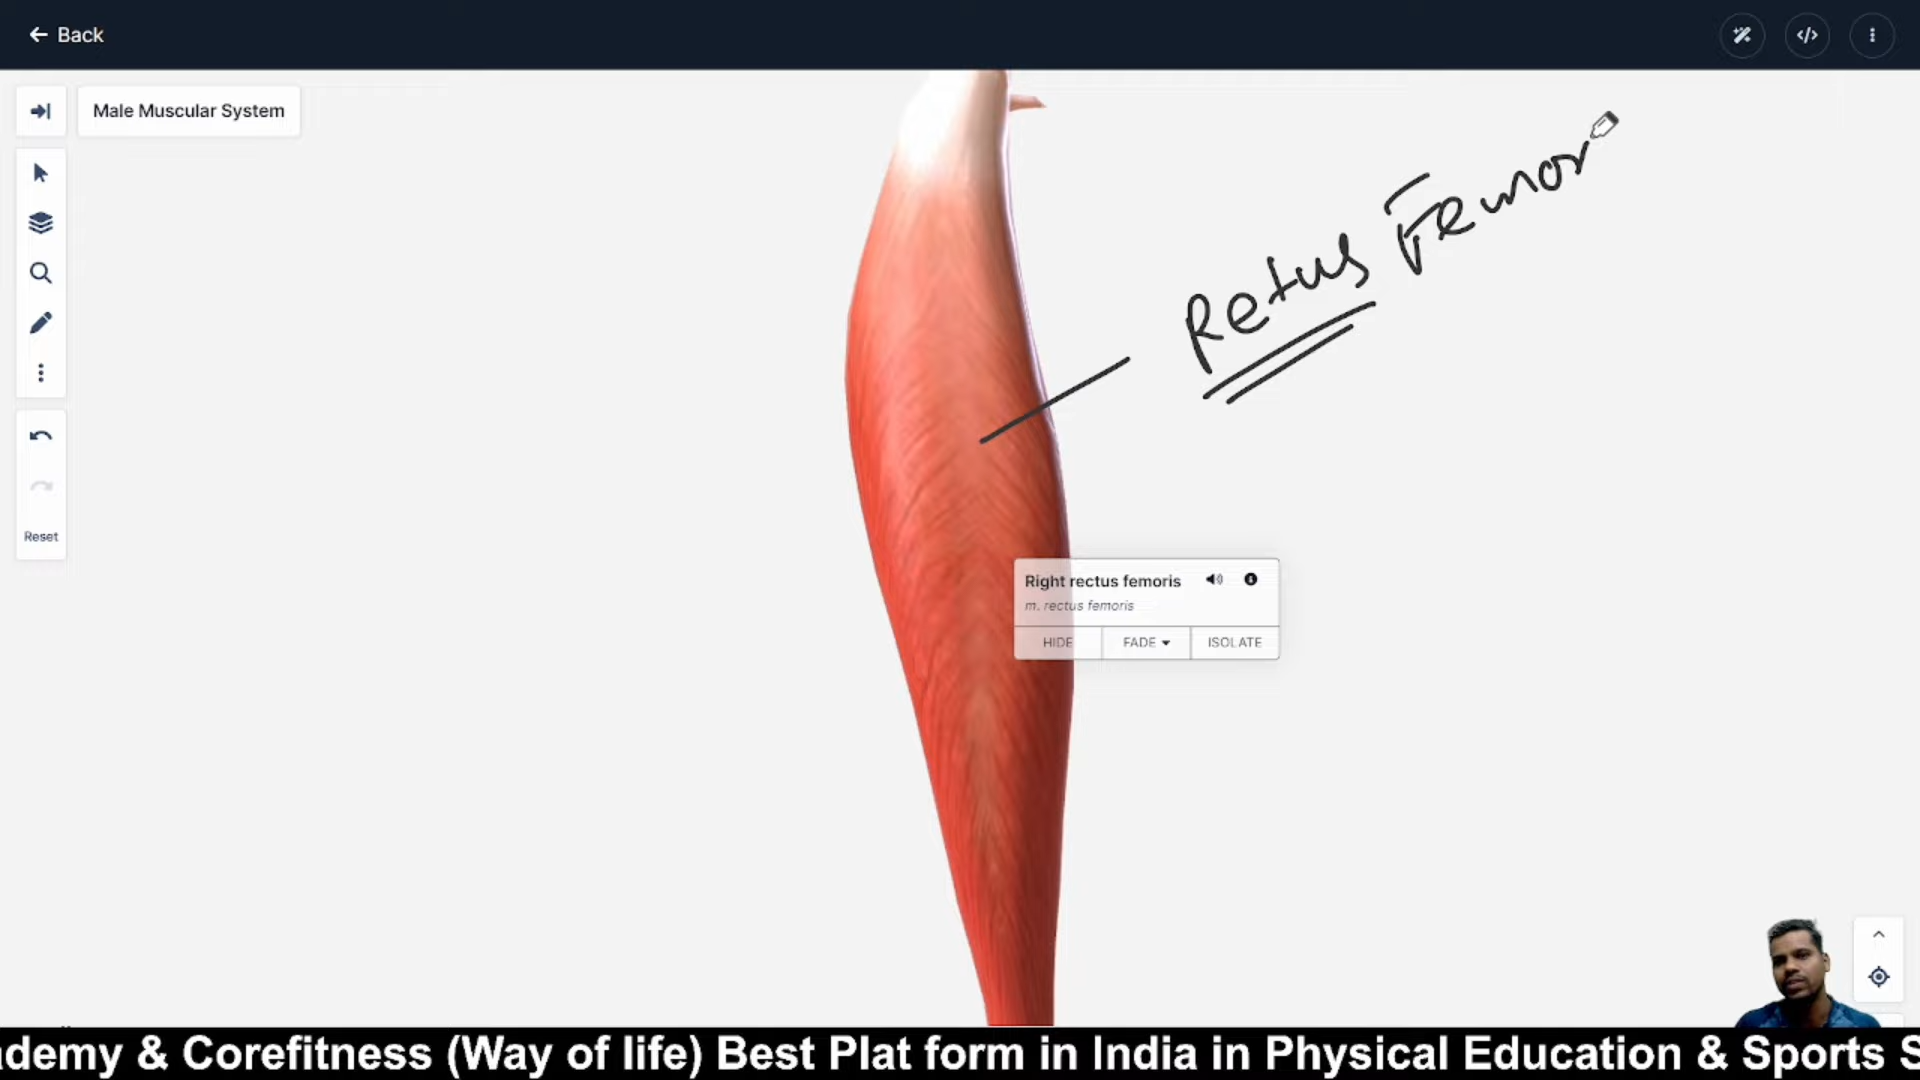 Back
Male Muscular System
Retus Femor
Reset
Right rectus femoris
m. rectus femoris
HIDE FADE ISOLATE
ademy & Corefitness (Way of life) Best Plat form in India in Physical Education & Sports S